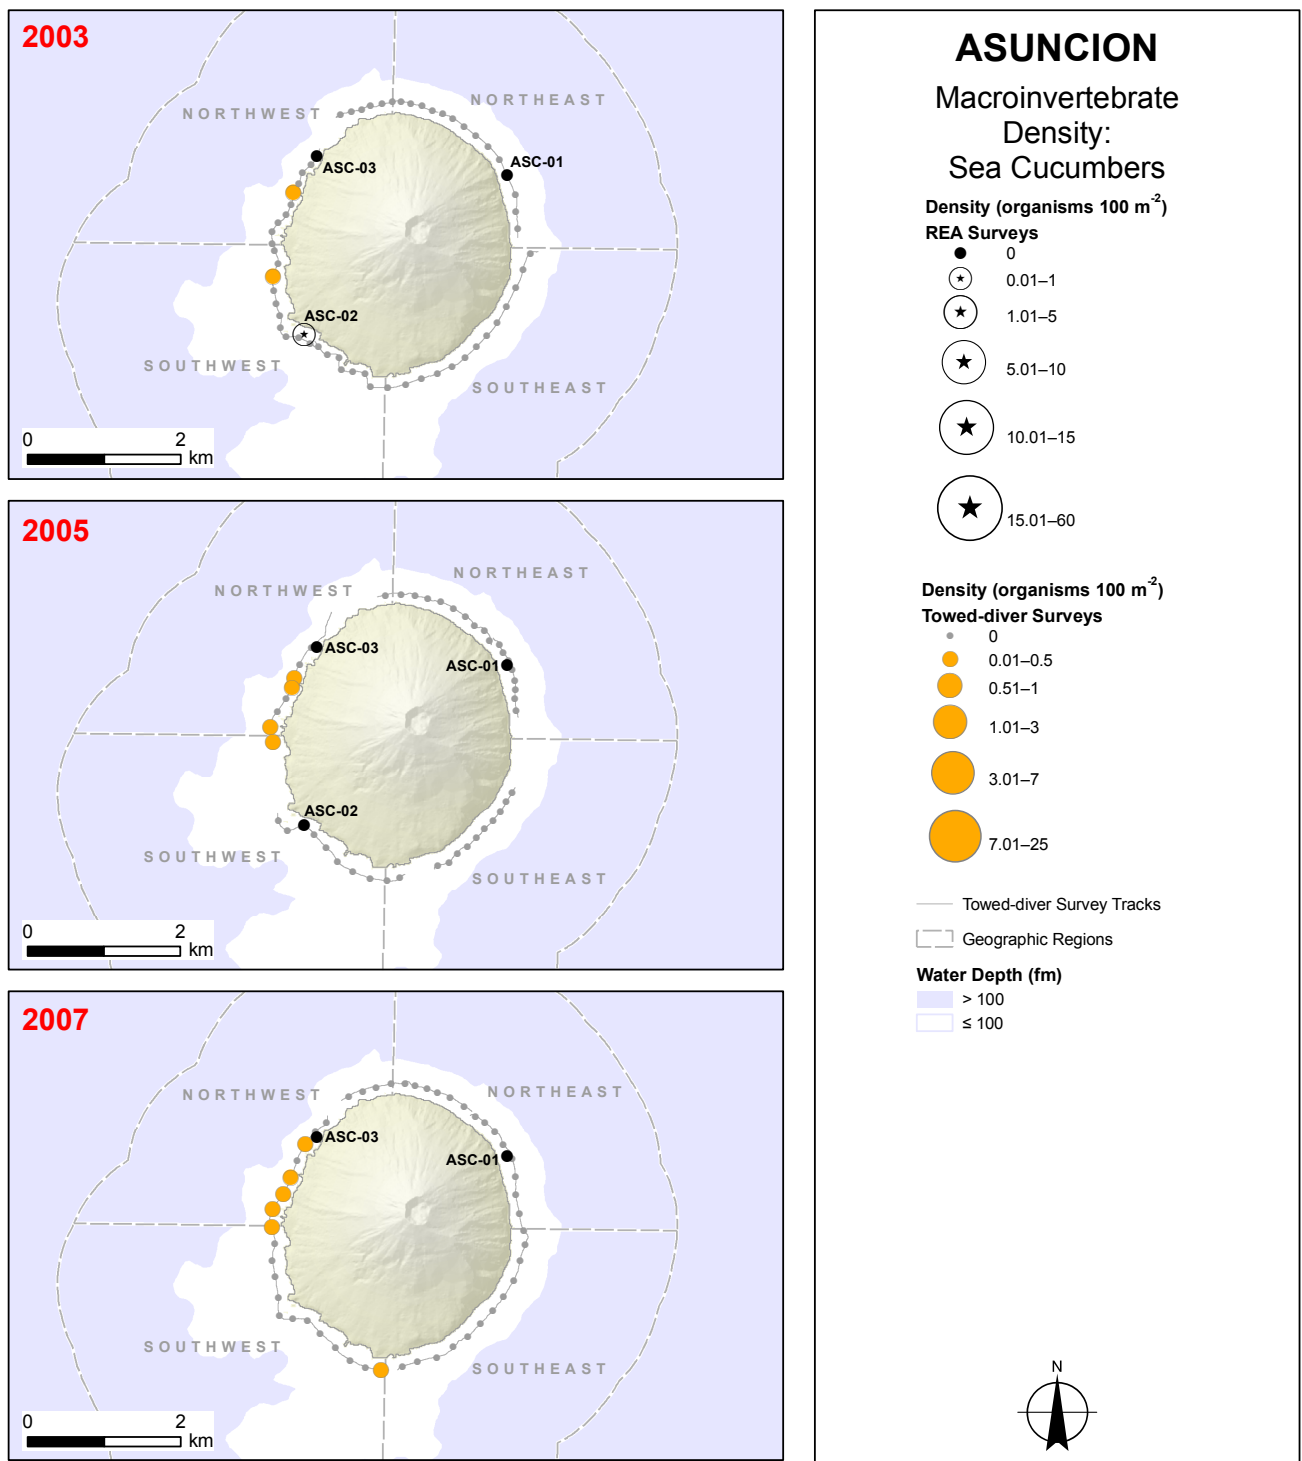 2003
NORTHWEST
NORTHEAST
ASC-03
ASC-01
ASC-02
SOUTHWEST
SOUTHEAST
0 2
km
2005
NORTHEAST
NORTHWEST
ASC-03
ASC-01
ASC-02
SOUTHWEST
SOUTHEAST
0 2
km
2007
NORTHWEST
NORTHEAST
ASC-03
ASC-01
SOUTHWEST
SOUTHEAST
0 2
km
ASUNCION
Macroinvertebrate
Density:
Sea Cucumbers
Density (organisms 100 m⁻²)
REA Surveys
0
0.01–1
1.01–5
5.01–10
10.01–15
15.01–60
Density (organisms 100 m⁻²)
Towed-diver Surveys
0
0.01–0.5
0.51–1
1.01–3
3.01–7
7.01–25
Towed-diver Survey Tracks
Geographic Regions
Water Depth (fm)
> 100
≤ 100
N